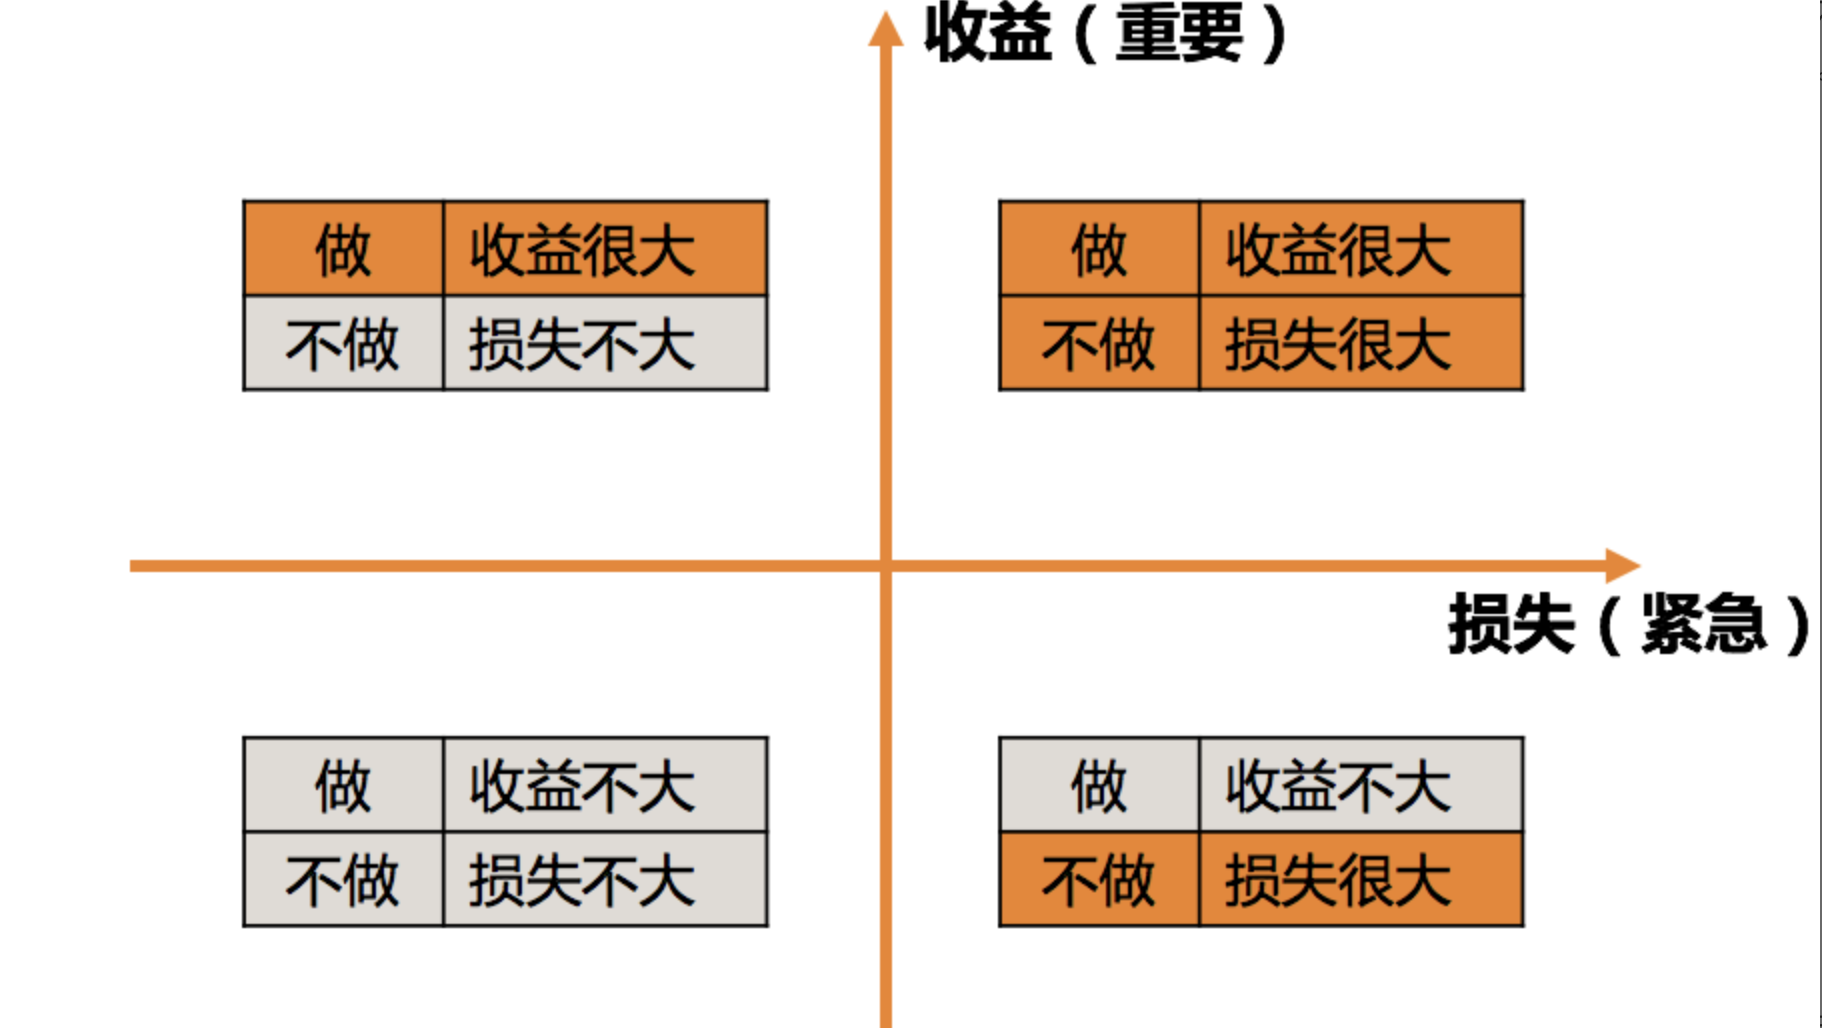 收益（重要）
做 收益很大
不做 损失不大
做 收益很大
不做 损失很大
损失（紧急）
做 收益不大
不做 损失不大
做 收益不大
不做 损失很大